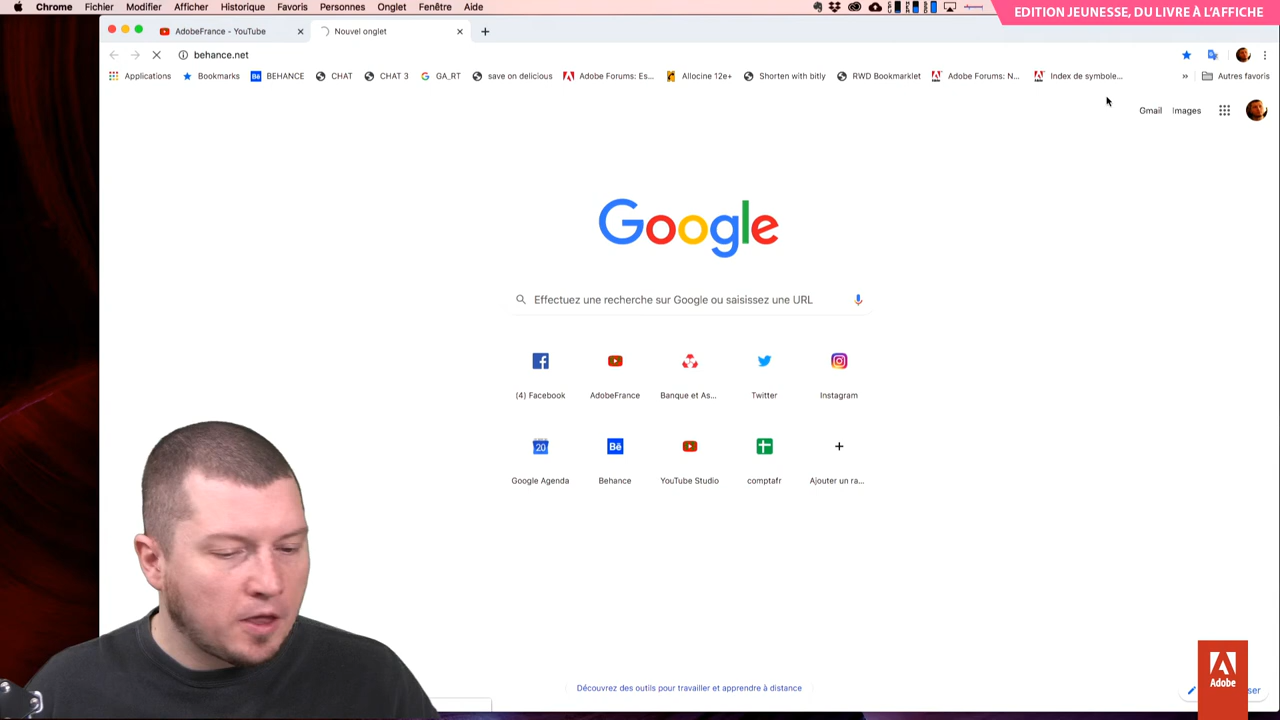 Chrome Fichier Modifier Afficher Historique Favoris Personnes Onglet Fenêtre Aide
EDITION JEUNESSE, DU LIVRE À L'AFFICHE
AdobeFrance - YouTube
Nouvel onglet
behance.net
Applications Bookmarks BEHANCE CHAT CHAT 3 GA_RT save on delicious Adobe Forums: Es... Allocine 12e+ Shorten with bitly RWD Bookmarklet Adobe Forums: N... Index de symbole... » Autres favoris
Gmail Images
Google
Effectuez une recherche sur Google ou saisissez une URL
(4) Facebook AdobeFrance Banque et As... Twitter Instagram
20 Bē
Google Agenda Behance YouTube Studio comptafr Ajouter un ra...
Découvrez des outils pour travailler et apprendre à distance
Adobe